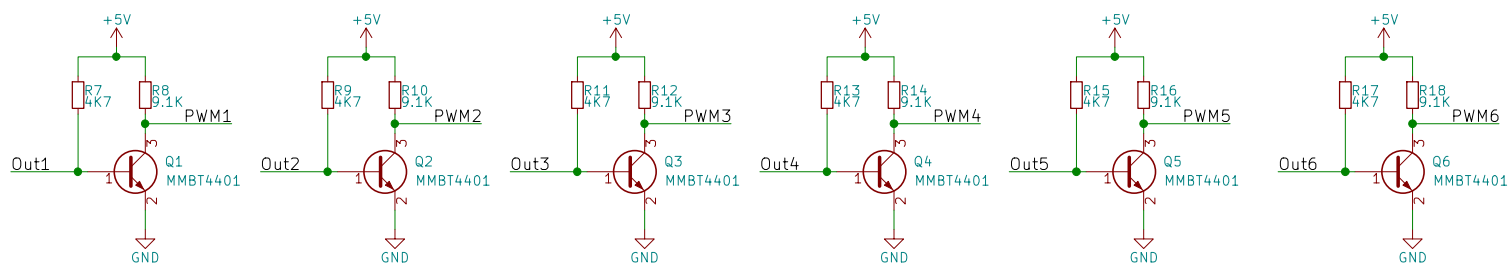 +5V +5V +5V +5V +5V +5V
R7 R8 R9 R10 R11 R12 R13 R14 R15 R16 R17 R18
4K7 9.1K 4K7 9.1K 4K7 9.1K 4K7 9.1K 4K7 9.1K 4K7 9.1K
PWM1 PWM2 PWM3 PWM4 PWM5 PWM6
3 3 3 3 3 3
Out1 Q1 Out2 Q2 Out3 Q3 Out4 Q4 Out5 Q5 Out6 Q6
1 MMBT4401 1 MMBT4401 1 MMBT4401 1 MMBT4401 1 MMBT4401 1 MMBT4401
2 2 2 2 2 2
GND GND GND GND GND GND